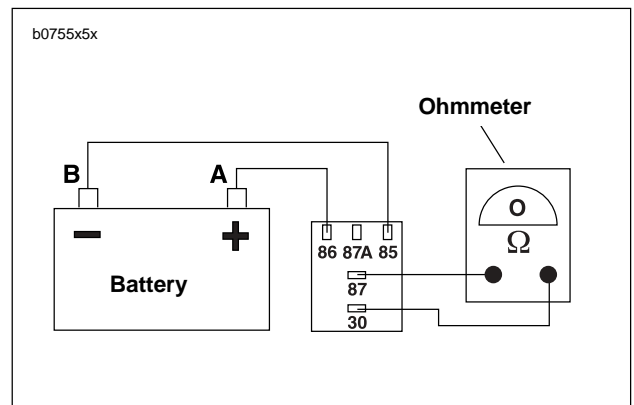 b0755x5x
Ohmmeter
B A
O
Ω
− +
86 87A 85
Battery
87
30